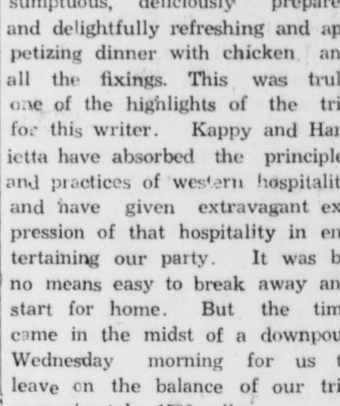 sumptuous, deliciously prepare
and delightfully refreshing and ap
petizing dinner with chicken an
all the fixings. This was trul
one of the highlights of the tri
for this writer. Kappy and Har
ietta have absorbed the principle
and practices of western hospitalit
and have given extravagant ex
pression of that hospitality in en
tertaining our party. It was b
no means easy to break away an
start for home. But the tim
came in the midst of a downpou
Wednesday morning for us t
leave on the balance of our tri